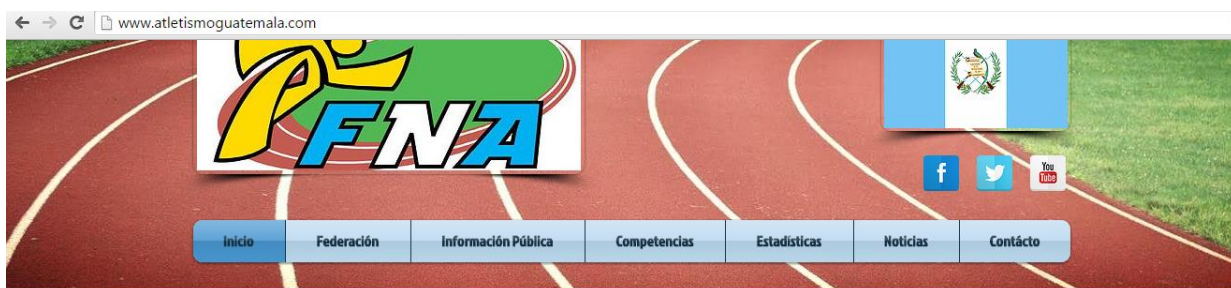 www.atletismoguatemala.com
FNA
f You Tube
Inicio Federación Información Pública Competencias Estadísticas Noticias Contácto